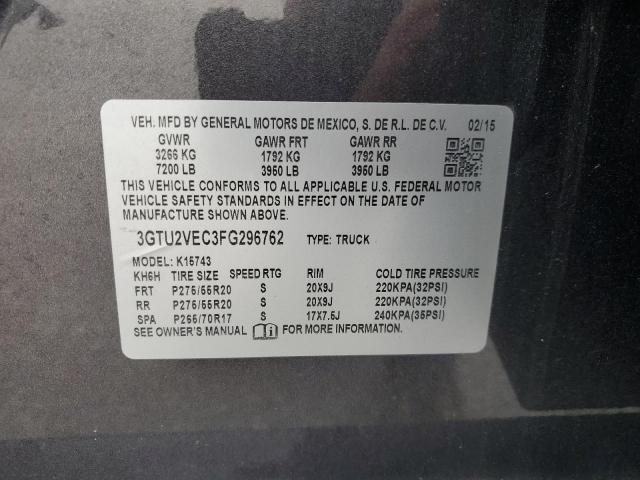 VEH. MFD BY GENERAL MOTORS DE MEXICO, S. DE R.L. DE C.V. 02/15
GVWR GAWR FRT GAWR RR
3266 KG 1792 KG 1792 KG
7200 LB 3950 LB 3950 LB
THIS VEHICLE CONFORMS TO ALL APPLICABLE U.S. FEDERAL MOTOR
VEHICLE SAFETY STANDARDS IN EFFECT ON THE DATE OF
MANUFACTURE SHOWN ABOVE.
3GTU2VEC3FG296762 TYPE: TRUCK
MODEL: K15743
KH6H TIRE SIZE SPEED RTG RIM COLD TIRE PRESSURE
FRT P275/55R20 S 20X9J 220KPA(32PSI)
RR P275/55R20 S 20X9J 220KPA(32PSI)
SPA P265/70R17 S 17X7.5J 240KPA(35PSI)
SEE OWNER'S MANUAL FOR MORE INFORMATION.